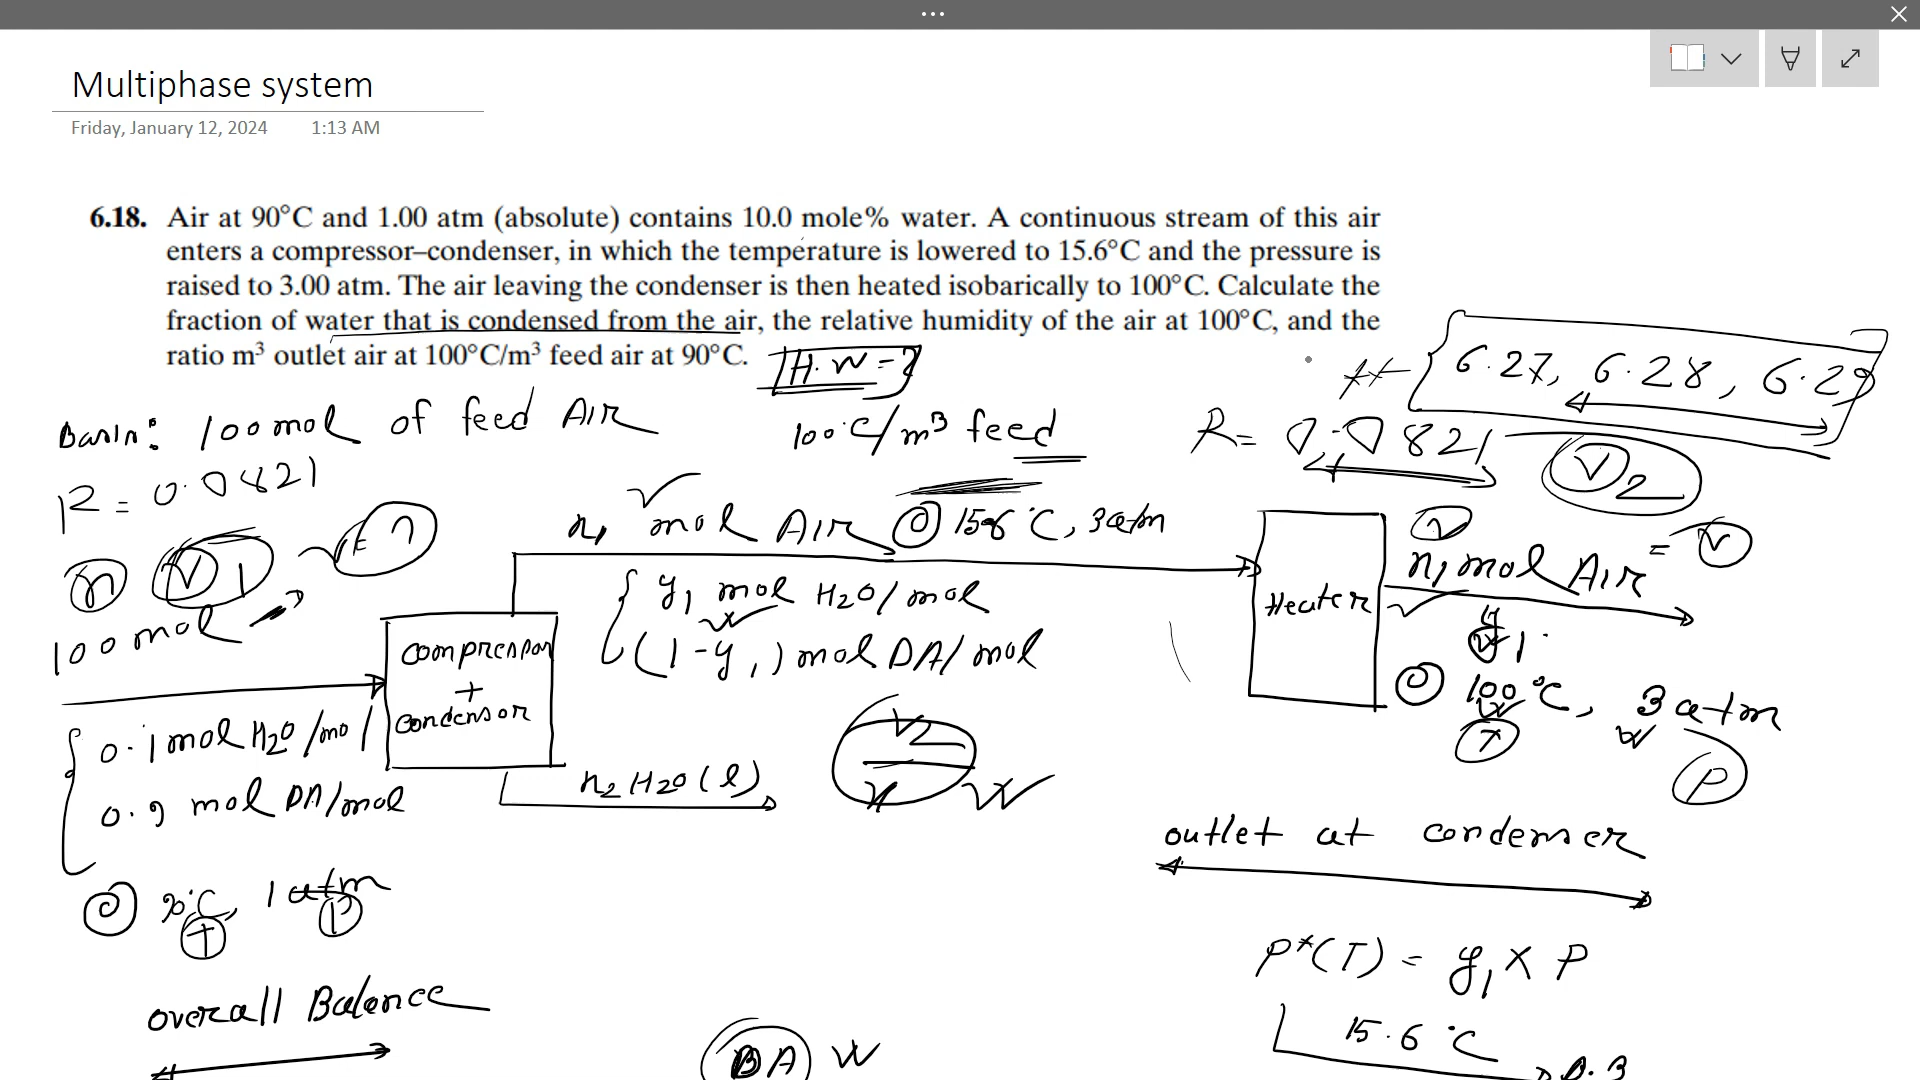 Multiphase system
Friday, January 12, 2024 1:13 AM
6.18. Air at 90°C and 1.00 atm (absolute) contains 10.0 mole% water. A continuous stream of this air
enters a compressor–condenser, in which the temperature is lowered to 15.6°C and the pressure is
raised to 3.00 atm. The air leaving the condenser is then heated isobarically to 100°C. Calculate the
fraction of water that is condensed from the air, the relative humidity of the air at 100°C, and the
ratio m³ outlet air at 100°C/m³ feed air at 90°C.
H.W = ?
6.27, 6.28, 6.29
Basis: 100 mol of feed Air
100°C/m³ feed
R = 0.0821
V2
R = 0.0821
n V1
n1 mol Air @ 15.6°C, 3 atm
n1 mol Air = V
100 mol
y1 mol H2O/mol
(1-y1) mol DA/mol
Heater
y1
@ 100°C, 3 atm
T
P
compressor
+
condensor
0.1 mol H2O/mol
0.9 mol DA/mol
n2 H2O (l)
V2
@ 90°C, 1 atm
T P
outlet at condenser
P*(T) = y1 x P
15.6°C
overall Balance
DA